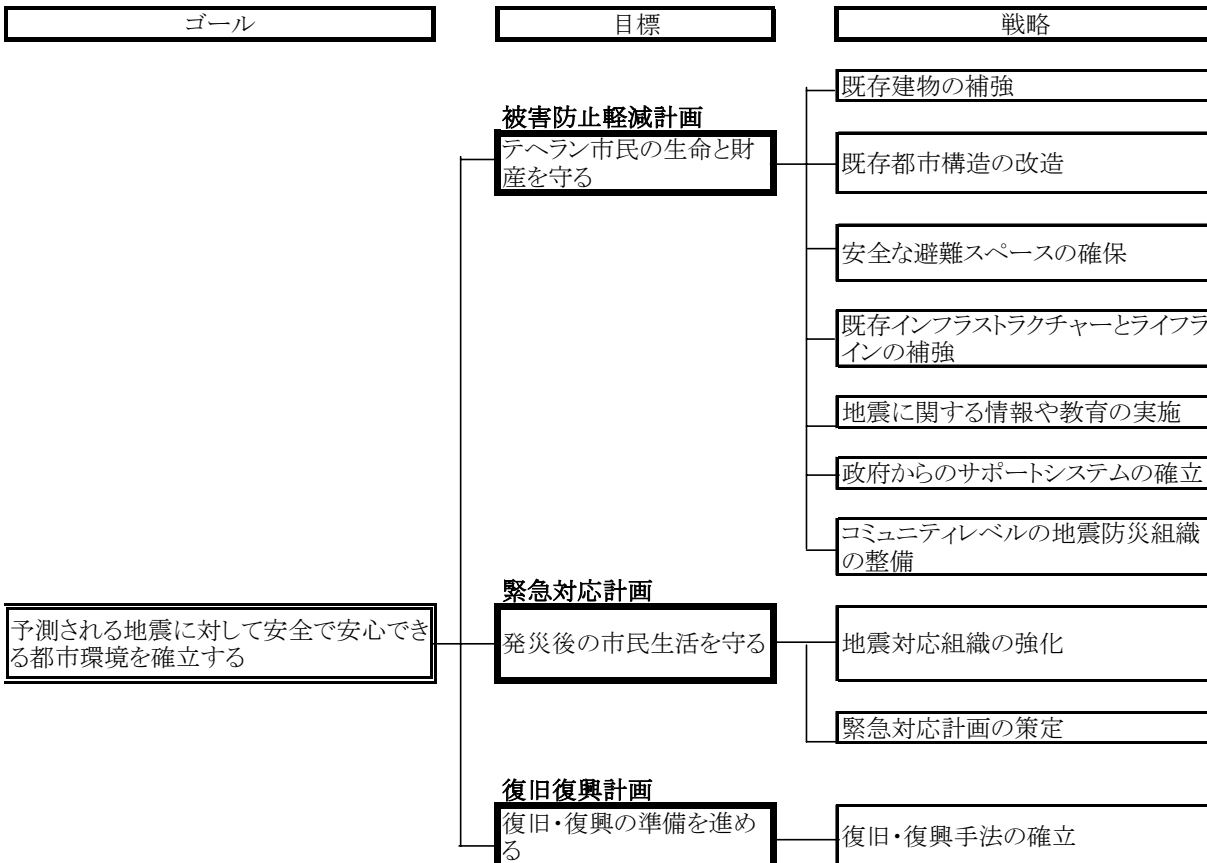 ゴール
目標
戦略
既存建物の補強
被害防止軽減計画
テヘラン市民の生命と財
産を守る
既存都市構造の改造
安全な避難スペースの確保
既存インフラストラクチャーとライフラ
インの補強
地震に関する情報や教育の実施
政府からのサポートシステムの確立
コミュニティレベルの地震防災組織
の整備
緊急対応計画
予測される地震に対して安全で安心でき
る都市環境を確立する
発災後の市民生活を守る
地震対応組織の強化
緊急対応計画の策定
復旧復興計画
復旧・復興の準備を進め
る
復旧・復興手法の確立